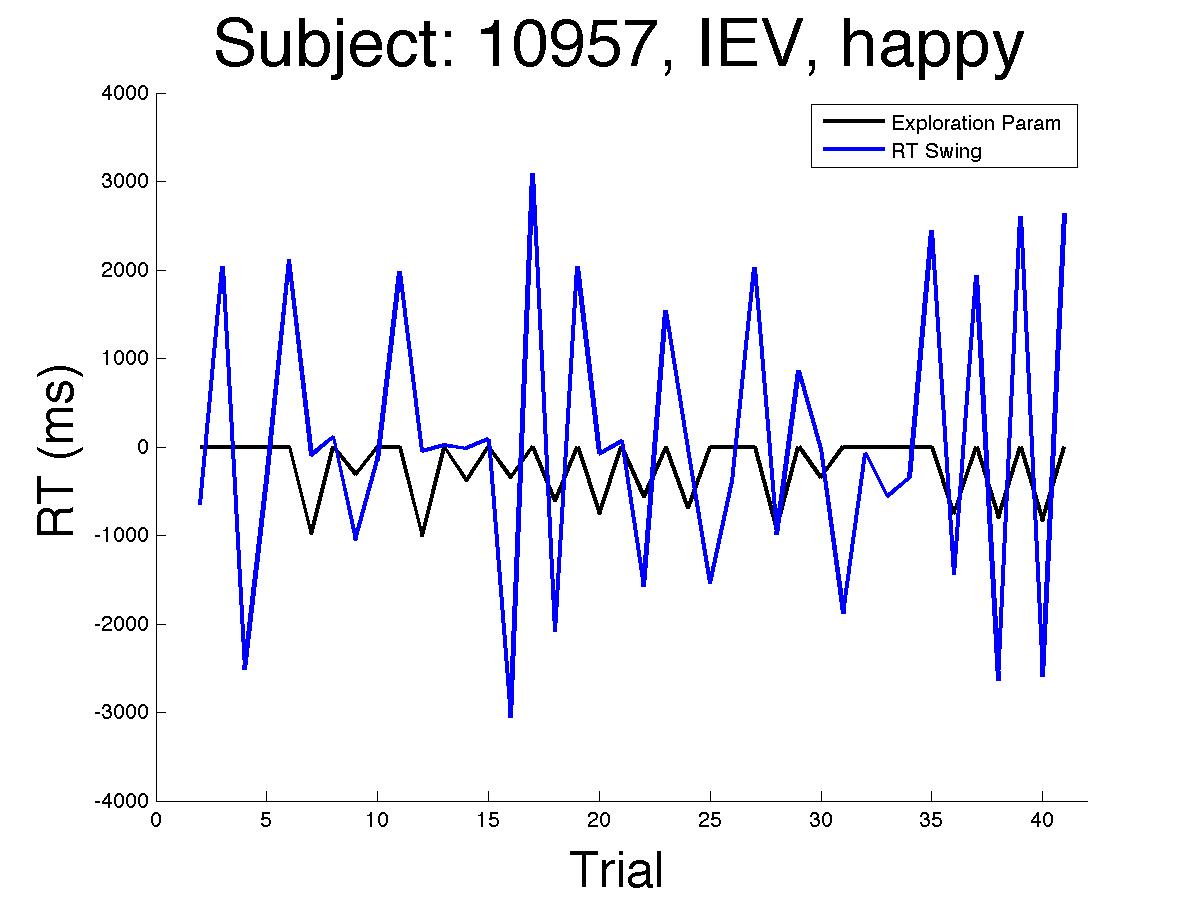 Subject: 10957, IEV, happy
Exploration Param
RT Swing
RT (ms)
4000
3000
2000
1000
0
-1000
-2000
-3000
-4000
0 5 10 15 20 25 30 35 40
Trial